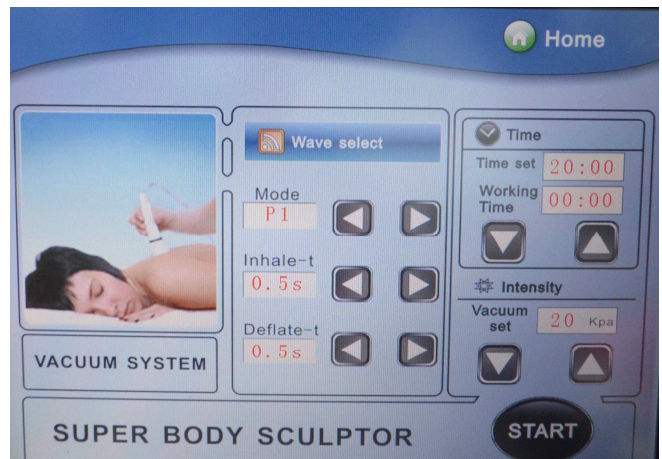 Home
Wave select
Mode
P1
Inhale-t
0.5s
Deflate-t
0.5s
Time
Time set 20:00
Working
Time 00:00
Intensity
Vacuum
set 20 Kpa
VACUUM SYSTEM
SUPER BODY SCULPTOR
START